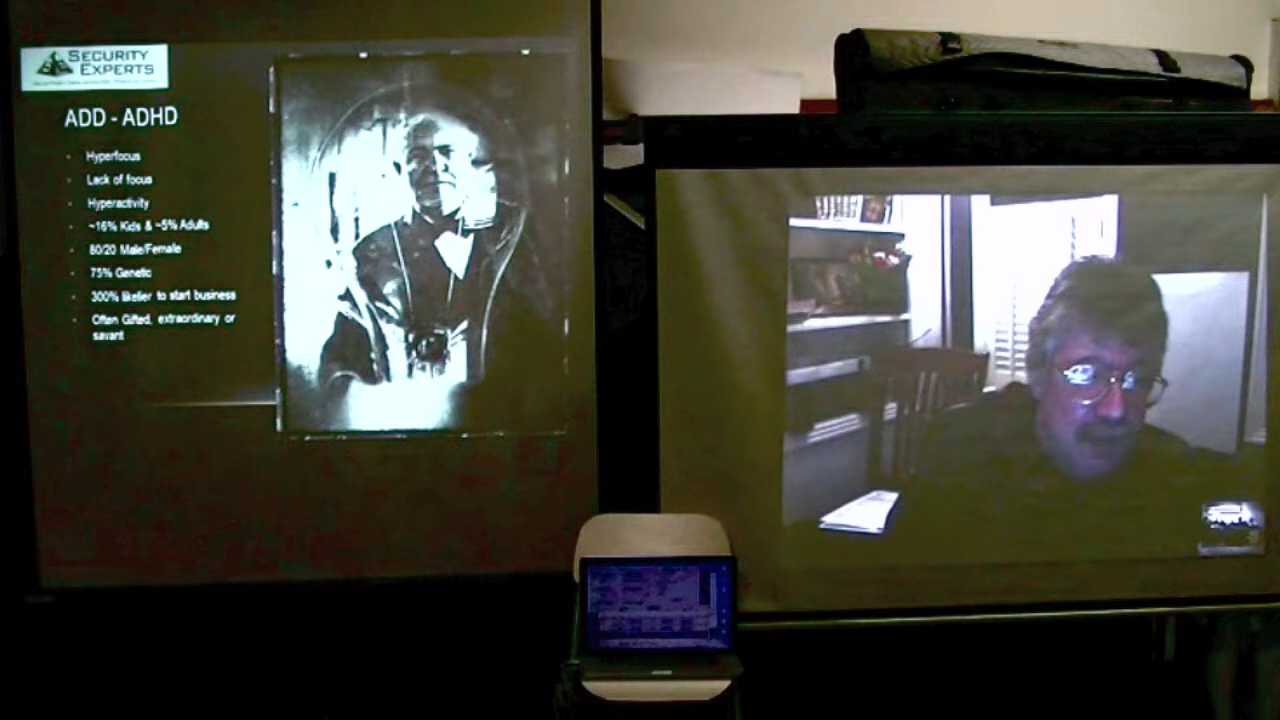 SECURITY
EXPERTS
ADD - ADHD
Hyperfocus
Lack of focus
Hyperactivity
~16% Kids & ~5% Adults
80/20 Male/Female
75% Genetic
300% likelier to start business
Often Gifted, extraordinary or
savant